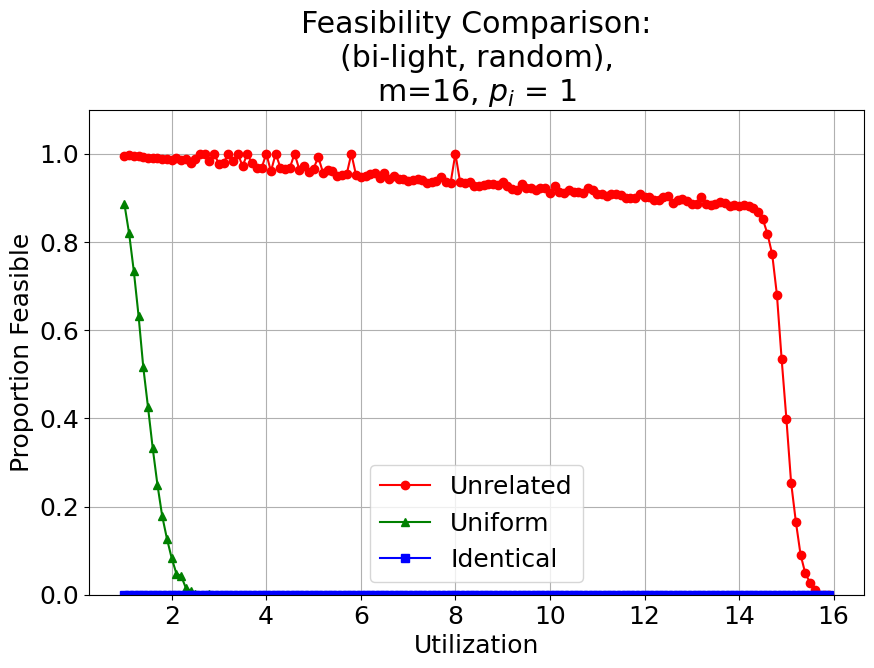 Feasibility Comparison:
(bi-light, random),
m=16, $p_i$ = 1
Proportion Feasible
1.0
0.8
0.6
0.4
0.2
0.0
Unrelated
Uniform
Identical
2 4 6 8 10 12 14 16
Utilization